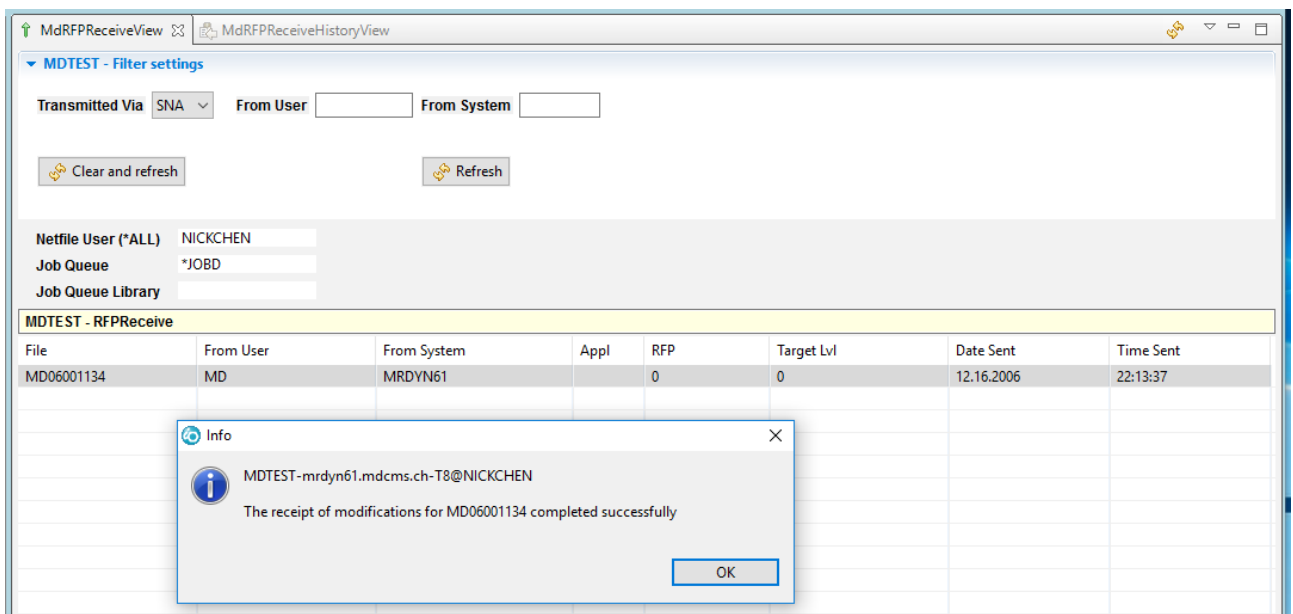 MdRFPReceiveView MdRFPReceiveHistoryView
MDTEST - Filter settings
Transmitted Via SNA From User From System
Clear and refresh Refresh
Netfile User (*ALL) NICKCHEN
Job Queue *JOBD
Job Queue Library
MDTEST - RFPReceive
File From User From System Appl RFP Target Lvl Date Sent Time Sent
MD06001134 MD MRDYN61 0 0 12.16.2006 22:13:37
Info
MDTEST-mrdyn61.mdcms.ch-T8@NICKCHEN
The receipt of modifications for MD06001134 completed successfully
OK